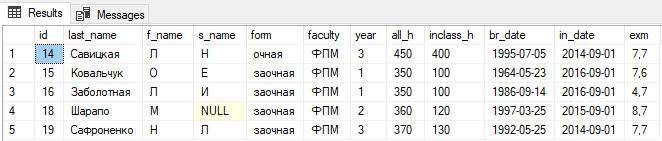 Results Messages
id last_name f_name s_name form faculty year all_h inclass_h br_date in_date exm
1 14 Савицкая Л Н очная ФПМ 3 450 400 1995-07-05 2014-09-01 7,7
2 15 Ковальчук О Е заочная ФПМ 1 350 100 1964-05-23 2016-09-01 7,6
3 16 Заболотная Л И заочная ФПМ 1 350 100 1986-09-14 2016-09-01 4,7
4 18 Шарапо М NULL заочная ФПМ 2 360 120 1997-03-25 2015-09-01 8,7
5 19 Сафроненко Н Л заочная ФПМ 3 370 130 1992-05-25 2014-09-01 7,7